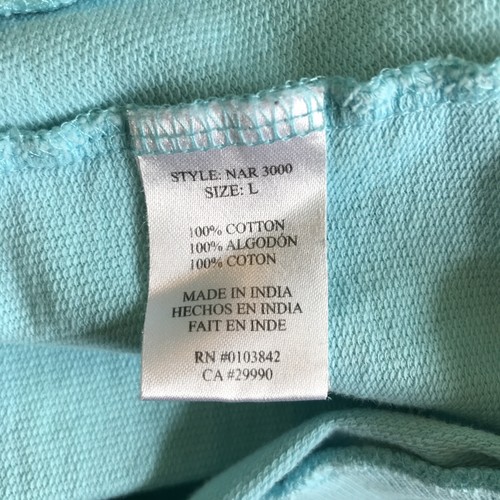 STYLE: NAR 3000
SIZE: L
100% COTTON
100% ALGODÓN
100% COTON
MADE IN INDIA
HECHOS EN INDIA
FAIT EN INDE
RN #0103842
CA #29990